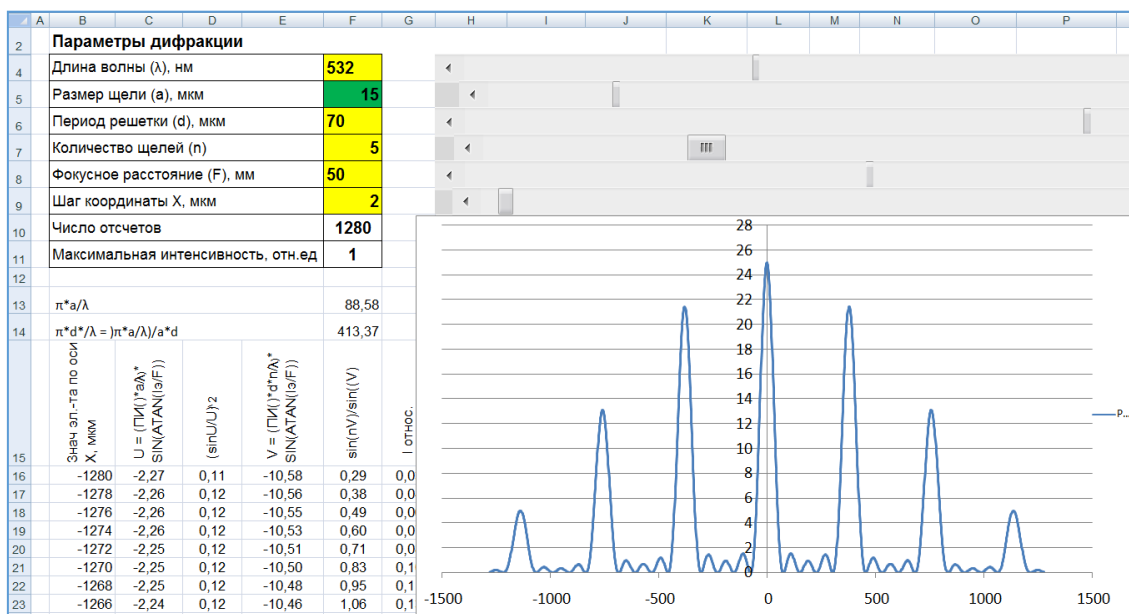 A B C D E F G H I J K L M N O P
2 Параметры дифракции
4 Длина волны (λ), нм 532
5 Размер щели (a), мкм 15
6 Период решетки (d), мкм 70
7 Количество щелей (n) 5
8 Фокусное расстояние (F), мм 50
9 Шаг координаты X, мкм 2
10 Число отсчетов 1280
11 Максимальная интенсивность, отн.ед 1
12
13 π*a/λ 88,58
14 π*d*/λ = )π*a/λ)/a*d 413,37
15
Знач эл.-та по оси
X, мкм
U = (ПИ()*a/λ)*
SIN(ATAN(Iэ/F))
(sinU/U)^2
V = (ПИ()*d*n/λ)*
SIN(ATAN(Iэ/F))
sin(nV)/sin((V)
I относ.
16 -1280 -2,27 0,11 -10,58 0,29 0,0
17 -1278 -2,26 0,12 -10,56 0,38 0,0
18 -1276 -2,26 0,12 -10,55 0,49 0,0
19 -1274 -2,26 0,12 -10,53 0,60 0,0
20 -1272 -2,25 0,12 -10,51 0,71 0,0
21 -1270 -2,25 0,12 -10,50 0,83 0,1
22 -1268 -2,25 0,12 -10,48 0,95 0,1
23 -1266 -2,24 0,12 -10,46 1,06 0,1
28
26
24
22
20
18
16
14
12
10
8
6
4
2
0
-1500 -1000 -500 0 500 1000 1500
Р...